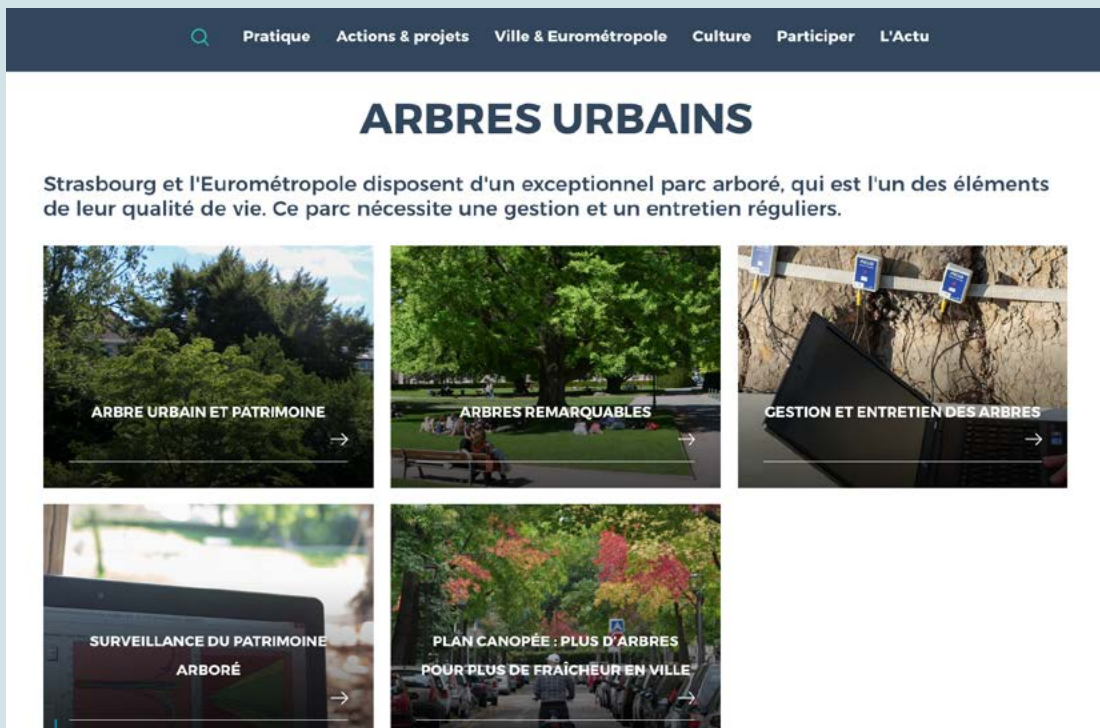 Pratique Actions & projets Ville & Eurométropole Culture Participer L'Actu
ARBRES URBAINS
Strasbourg et l'Eurométropole disposent d'un exceptionnel parc arboré, qui est l'un des éléments
de leur qualité de vie. Ce parc nécessite une gestion et un entretien réguliers.
ARBRE URBAIN ET PATRIMOINE
ARBRES REMARQUABLES
GESTION ET ENTRETIEN DES ARBRES
SURVEILLANCE DU PATRIMOINE
ARBORÉ
PLAN CANOPÉE : PLUS D'ARBRES
POUR PLUS DE FRAÎCHEUR EN VILLE